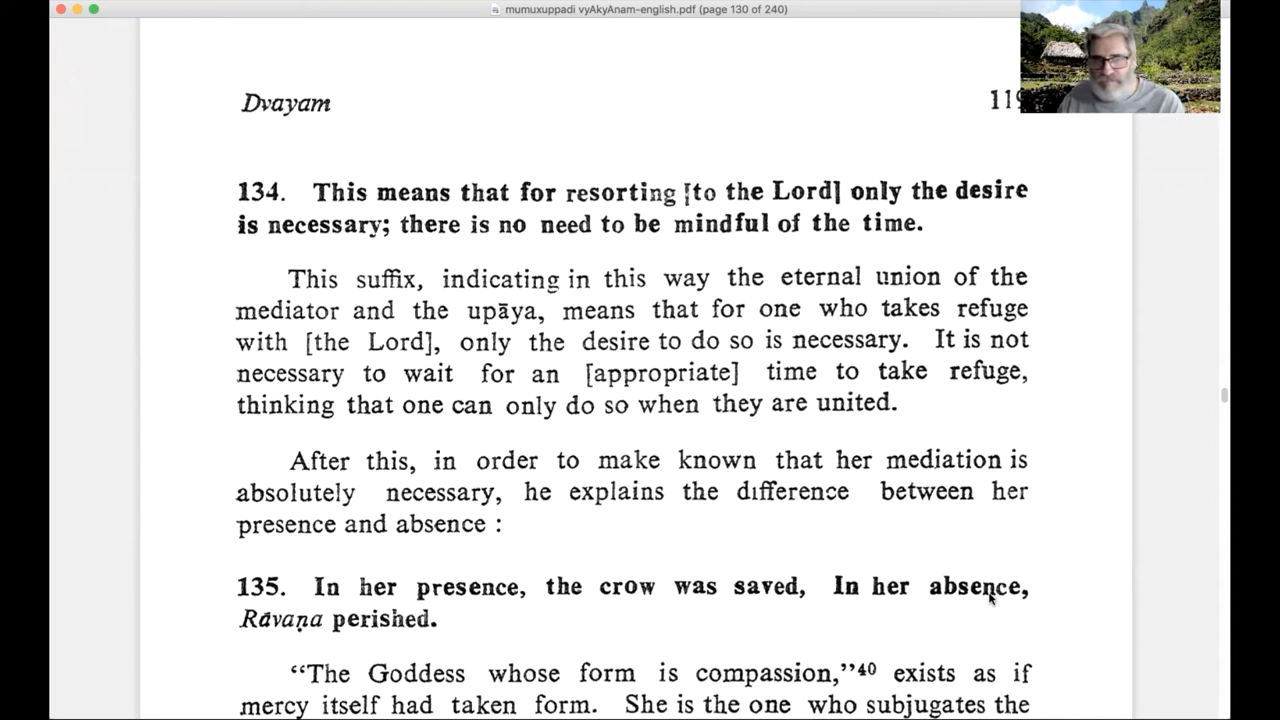 mumuxuppadi vyAkyAnam-english.pdf (page 130 of 240)
Dvayam
134. This means that for resorting [to the Lord] only the desire
is necessary; there is no need to be mindful of the time.
This suffix, indicating in this way the eternal union of the
mediator and the upāya, means that for one who takes refuge
with [the Lord], only the desire to do so is necessary. It is not
necessary to wait for an [appropriate] time to take refuge,
thinking that one can only do so when they are united.
After this, in order to make known that her mediation is
absolutely necessary, he explains the difference between her
presence and absence :
135. In her presence, the crow was saved, In her absence,
Rāvaṇa perished.
“The Goddess whose form is compassion,”40 exists as if
mercy itself had taken form. She is the one who subjugates the